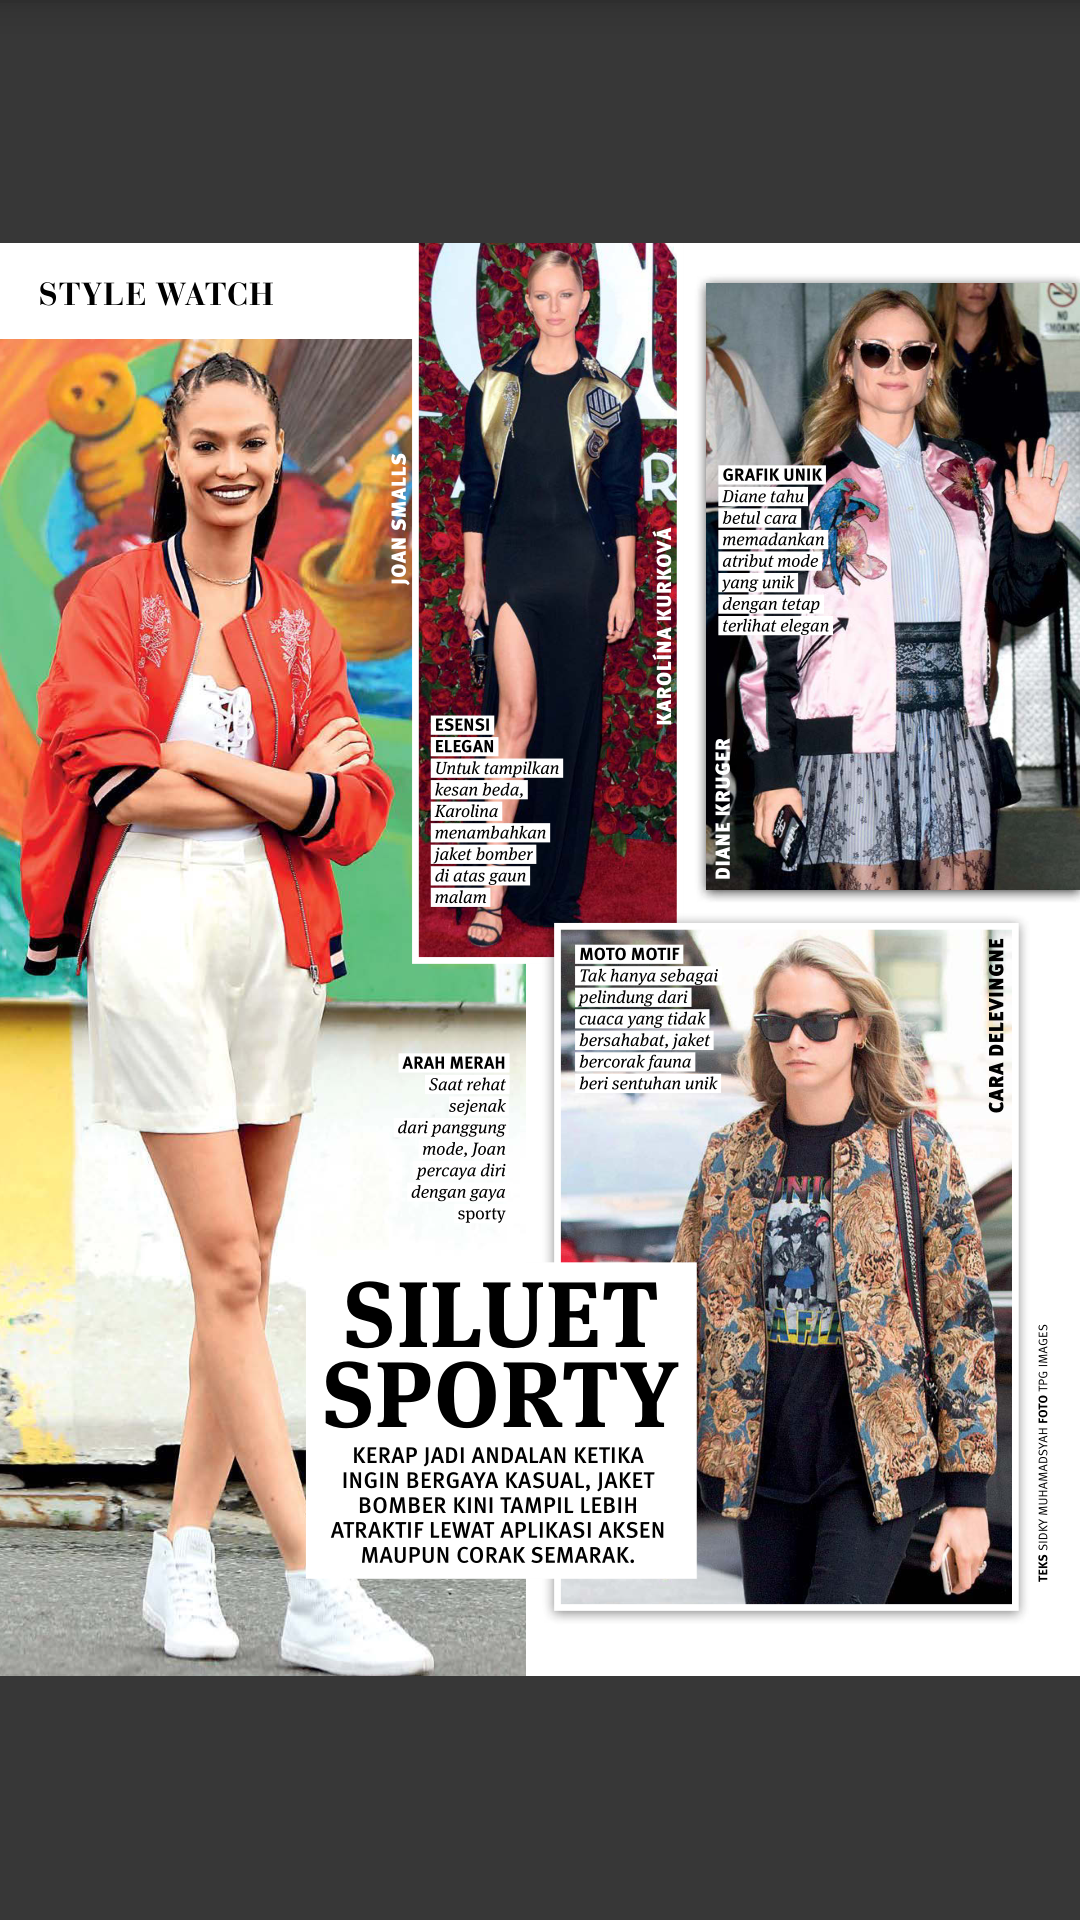 STYLE WATCH
JOAN SMALLS
KAROLÍNA KURKOVÁ
ESENSI
ELEGAN
Untuk tampilkan
kesan beda,
Karolina
menambahkan
jaket bomber
di atas gaun
malam
NO
SMOKING
GRAFIK UNIK
Diane tahu
betul cara
memadankan
atribut mode
yang unik
dengan tetap
terlihat elegan
DIANE KRUGER
MOTO MOTIF
Tak hanya sebagai
pelindung dari
cuaca yang tidak
bersahabat, jaket
bercorak fauna
beri sentuhan unik
CARA DELEVINGNE
ARAH MERAH
Saat rehat
sejenak
dari panggung
mode, Joan
percaya diri
dengan gaya
sporty
SILUET
SPORTY
KERAP JADI ANDALAN KETIKA
INGIN BERGAYA KASUAL, JAKET
BOMBER KINI TAMPIL LEBIH
ATRAKTIF LEWAT APLIKASI AKSEN
MAUPUN CORAK SEMARAK.
TEKS SIDKY MUHAMADSYAH FOTO TPG IMAGES